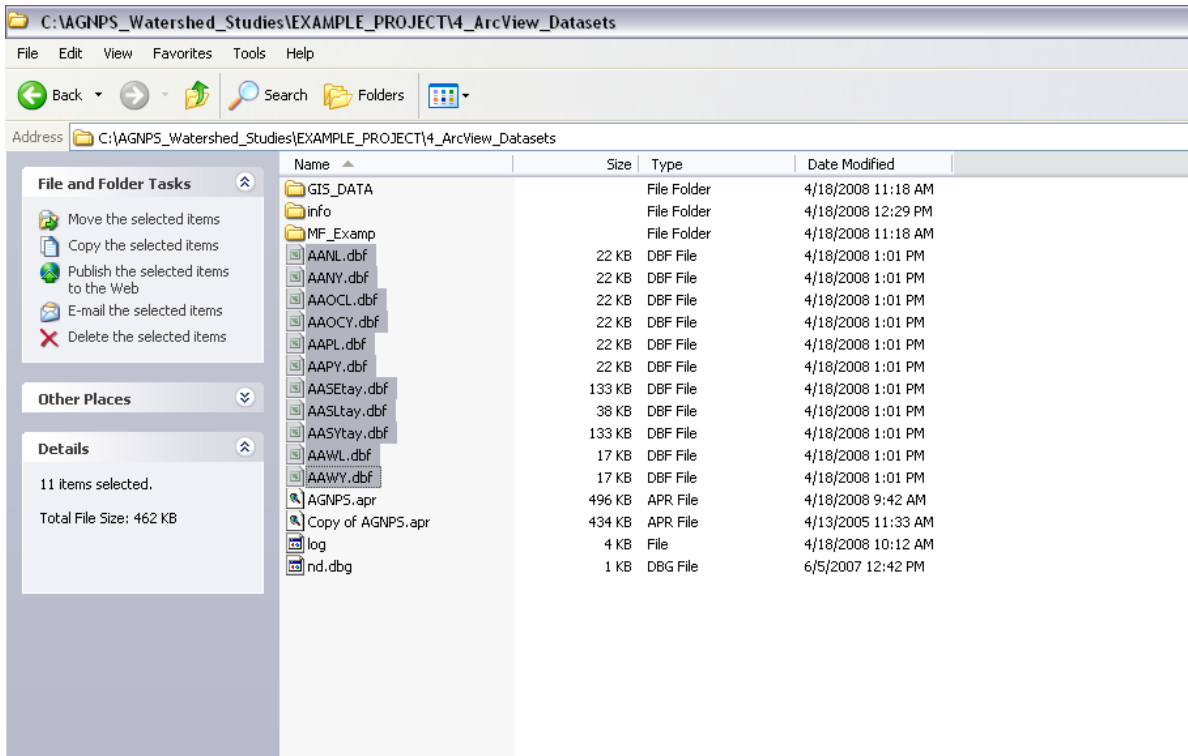 C:\AGNPS_Watershed_Studies\EXAMPLE_PROJECT\4_ArcView_Datasets
File Edit View Favorites Tools Help
Back Search Folders
Address C:\AGNPS_Watershed_Studies\EXAMPLE_PROJECT\4_ArcView_Datasets
File and Folder Tasks
Move the selected items
Copy the selected items
Publish the selected items
to the Web
E-mail the selected items
Delete the selected items
Other Places
Details
11 items selected.
Total File Size: 462 KB
Name Size Type Date Modified
GIS_DATA File Folder 4/18/2008 11:18 AM
info File Folder 4/18/2008 12:29 PM
MF_Examp File Folder 4/18/2008 11:18 AM
AANL.dbf 22 KB DBF File 4/18/2008 1:01 PM
AANY.dbf 22 KB DBF File 4/18/2008 1:01 PM
AAOCL.dbf 22 KB DBF File 4/18/2008 1:01 PM
AAOCY.dbf 22 KB DBF File 4/18/2008 1:01 PM
AAPL.dbf 22 KB DBF File 4/18/2008 1:01 PM
AAPY.dbf 22 KB DBF File 4/18/2008 1:01 PM
AASEtay.dbf 133 KB DBF File 4/18/2008 1:01 PM
AASLtay.dbf 38 KB DBF File 4/18/2008 1:01 PM
AASYtay.dbf 133 KB DBF File 4/18/2008 1:01 PM
AAWL.dbf 17 KB DBF File 4/18/2008 1:01 PM
AAWY.dbf 17 KB DBF File 4/18/2008 1:01 PM
AGNPS.apr 496 KB APR File 4/18/2008 9:42 AM
Copy of AGNPS.apr 434 KB APR File 4/13/2005 11:33 AM
log 4 KB File 4/18/2008 10:12 AM
nd.dbg 1 KB DBG File 6/5/2007 12:42 PM